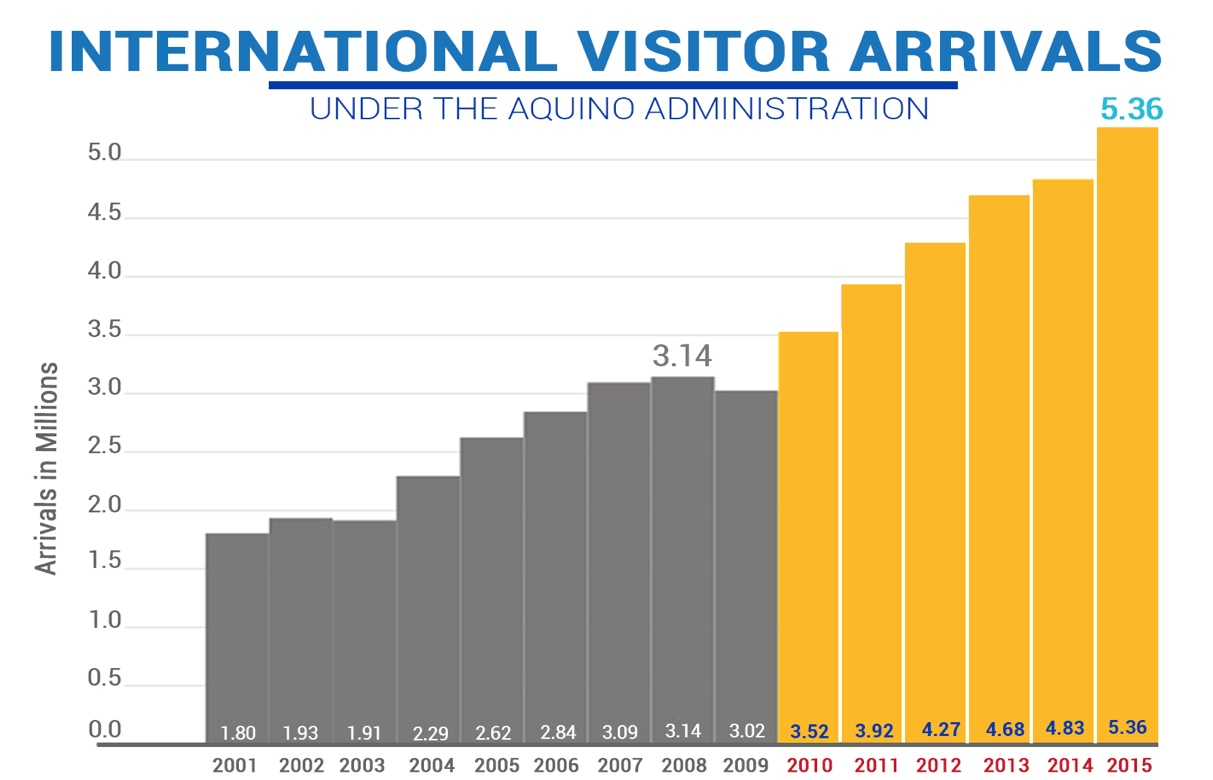 INTERNATIONAL VISITOR ARRIVALS
UNDER THE AQUINO ADMINISTRATION
5.36
5.0
4.5
4.0
3.5
3.14
3.0
2.5
2.0
1.5
1.0
0.5
0.0
Arrivals in Millions
1.80 1.93 1.91 2.29 2.62 2.84 3.09 3.14 3.02 3.52 3.92 4.27 4.68 4.83 5.36
2001 2002 2003 2004 2005 2006 2007 2008 2009 2010 2011 2012 2013 2014 2015